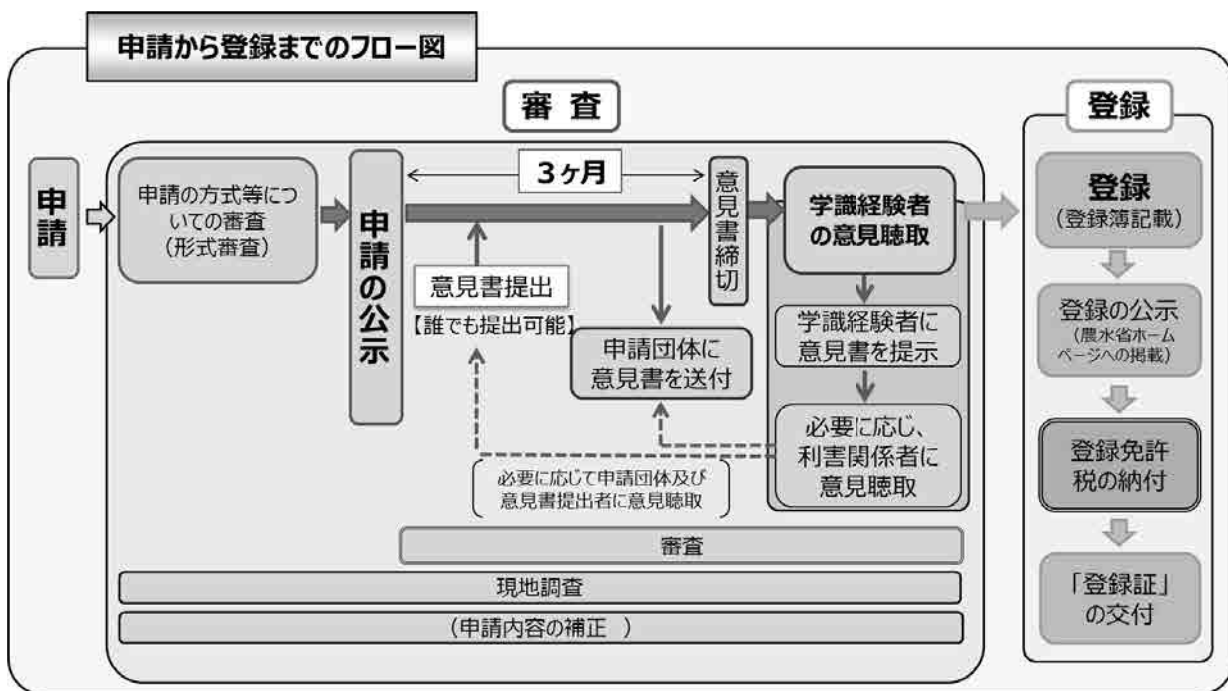 申請から登録までのフロー図
審 査
登録
申請
申請の方式等につ
いての審査
(形式審査)
申請の公示
3ヶ月
意見書提出
【誰でも提出可能】
申請団体に
意見書を送付
意見書締切
学識経験者
の意見聴取
学識経験者に
意見書を提示
必要に応じ、
利害関係者に
意見聴取
必要に応じて申請団体及び
意見書提出者に意見聴取
審査
現地調査
(申請内容の補正 )
登録
(登録簿記載)
登録の公示
(農水省ホーム
ページへの掲載)
登録免許
税の納付
「登録証」
の交付